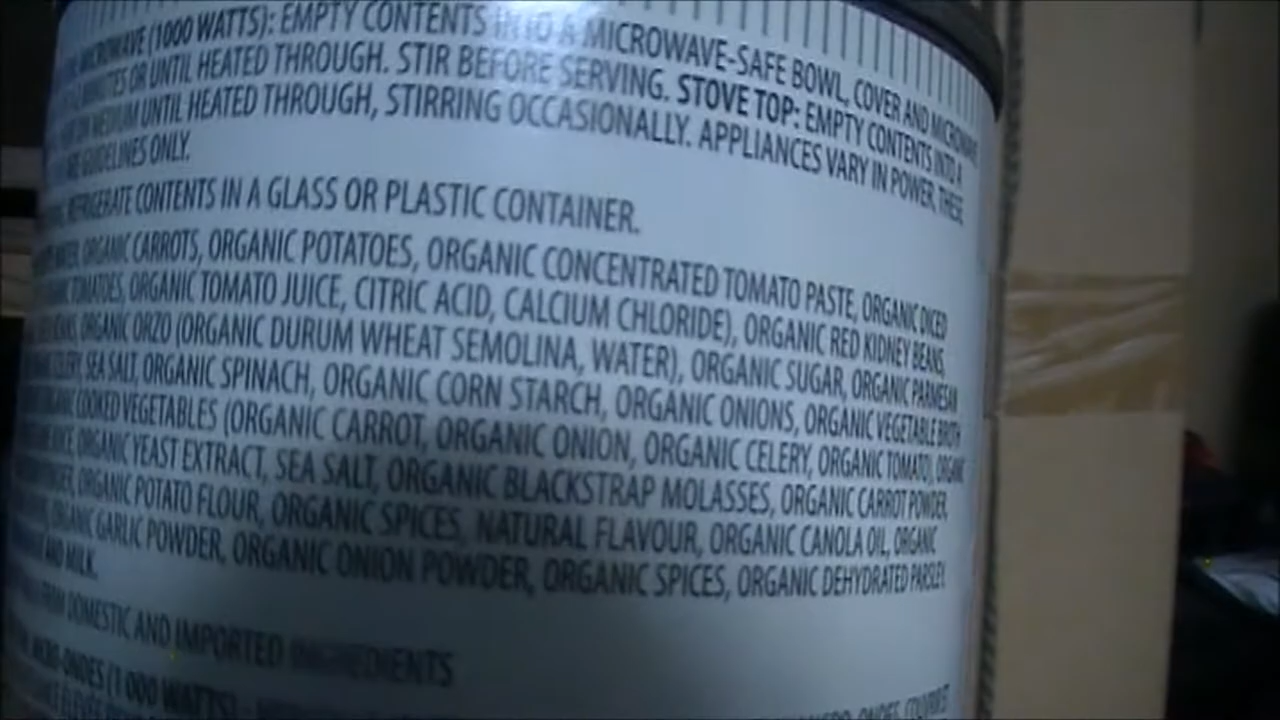 MICROWAVE (1000 WATTS): EMPTY CONTENTS INTO A MICROWAVE-SAFE BOWL, COVER AND MICROWAVE
MINUTES OR UNTIL HEATED THROUGH. STIR BEFORE SERVING. STOVE TOP: EMPTY CONTENTS INTO A
MEDIUM UNTIL HEATED THROUGH, STIRRING OCCASIONALLY. APPLIANCES VARY IN POWER, THESE
GUIDELINES ONLY.
REFRIGERATE CONTENTS IN A GLASS OR PLASTIC CONTAINER.
WATER, ORGANIC CARROTS, ORGANIC POTATOES, ORGANIC CONCENTRATED TOMATO PASTE, ORGANIC DICED
TOMATOES, ORGANIC TOMATO JUICE, CITRIC ACID, CALCIUM CHLORIDE), ORGANIC RED KIDNEY BEANS,
BEANS, ORGANIC ORZO (ORGANIC DURUM WHEAT SEMOLINA, WATER), ORGANIC SUGAR, ORGANIC PARMESAN
CELERY, SEA SALT, ORGANIC SPINACH, ORGANIC CORN STARCH, ORGANIC ONIONS, ORGANIC VEGETABLE BROTH
COOKED VEGETABLES (ORGANIC CARROT, ORGANIC ONION, ORGANIC CELERY, ORGANIC TOMATO), ORGANIC
JUICE, ORGANIC YEAST EXTRACT, SEA SALT, ORGANIC BLACKSTRAP MOLASSES, ORGANIC CARROT POWDER,
POWDER, ORGANIC POTATO FLOUR, ORGANIC SPICES, NATURAL FLAVOUR, ORGANIC CANOLA OIL, ORGANIC
ORGANIC GARLIC POWDER, ORGANIC ONION POWDER, ORGANIC SPICES, ORGANIC DEHYDRATED PARSLEY.
AND MILK.
FROM DOMESTIC AND IMPORTED INGREDIENTS
MICRO-ONDES (1 000 WATTS) :